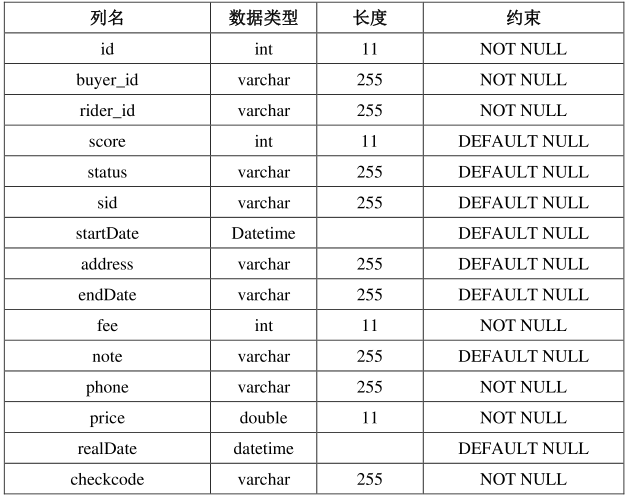 列名 数据类型 长度 约束
id int 11 NOT NULL
buyer_id varchar 255 NOT NULL
rider_id varchar 255 NOT NULL
score int 11 DEFAULT NULL
status varchar 255 DEFAULT NULL
sid varchar 255 DEFAULT NULL
startDate Datetime DEFAULT NULL
address varchar 255 DEFAULT NULL
endDate varchar 255 DEFAULT NULL
fee int 11 NOT NULL
note varchar 255 DEFAULT NULL
phone varchar 255 NOT NULL
price double 11 NOT NULL
realDate datetime DEFAULT NULL
checkcode varchar 255 NOT NULL